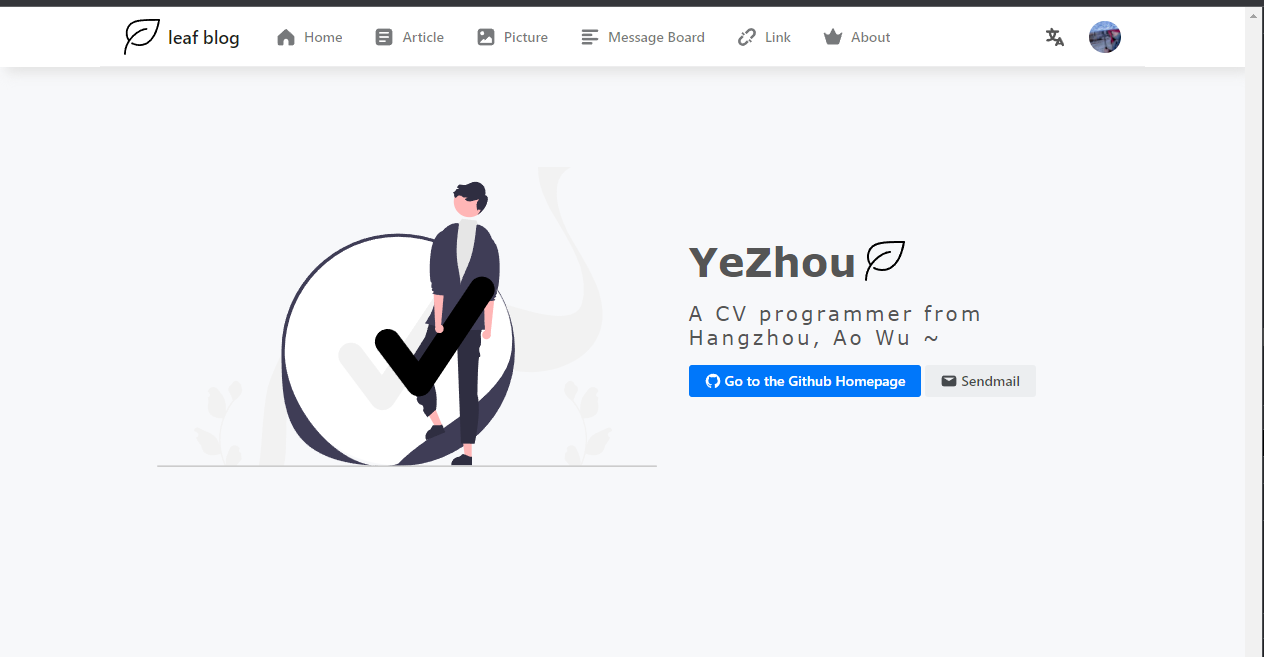 leaf blog
Home
Article
Picture
Message Board
Link
About
YeZhou
A CV programmer from
Hangzhou, Ao Wu ~
Go to the Github Homepage
Sendmail